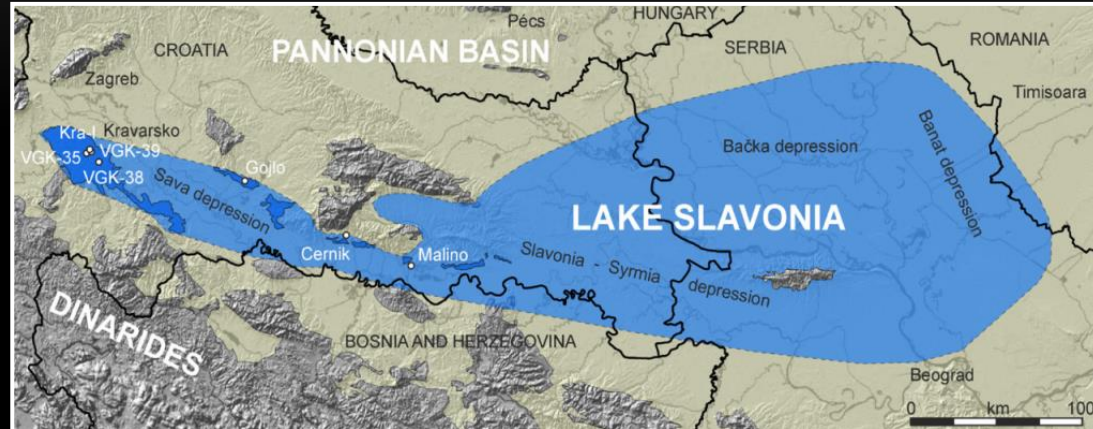 Pécs
HUNGARY
CROATIA
PANNONIAN BASIN
SERBIA
ROMANIA
Zagreb
Timisoara
Kra-I
Kravarsko
VGK-35
VGK-39
VGK-38
Gojlo
Bačka depression
Banat depression
Sava depression
LAKE SLAVONIA
Cernik
Malino
Slavonia - Syrmia depression
DINARIDES
BOSNIA AND HERZEGOVINA
Beograd
0 km 100